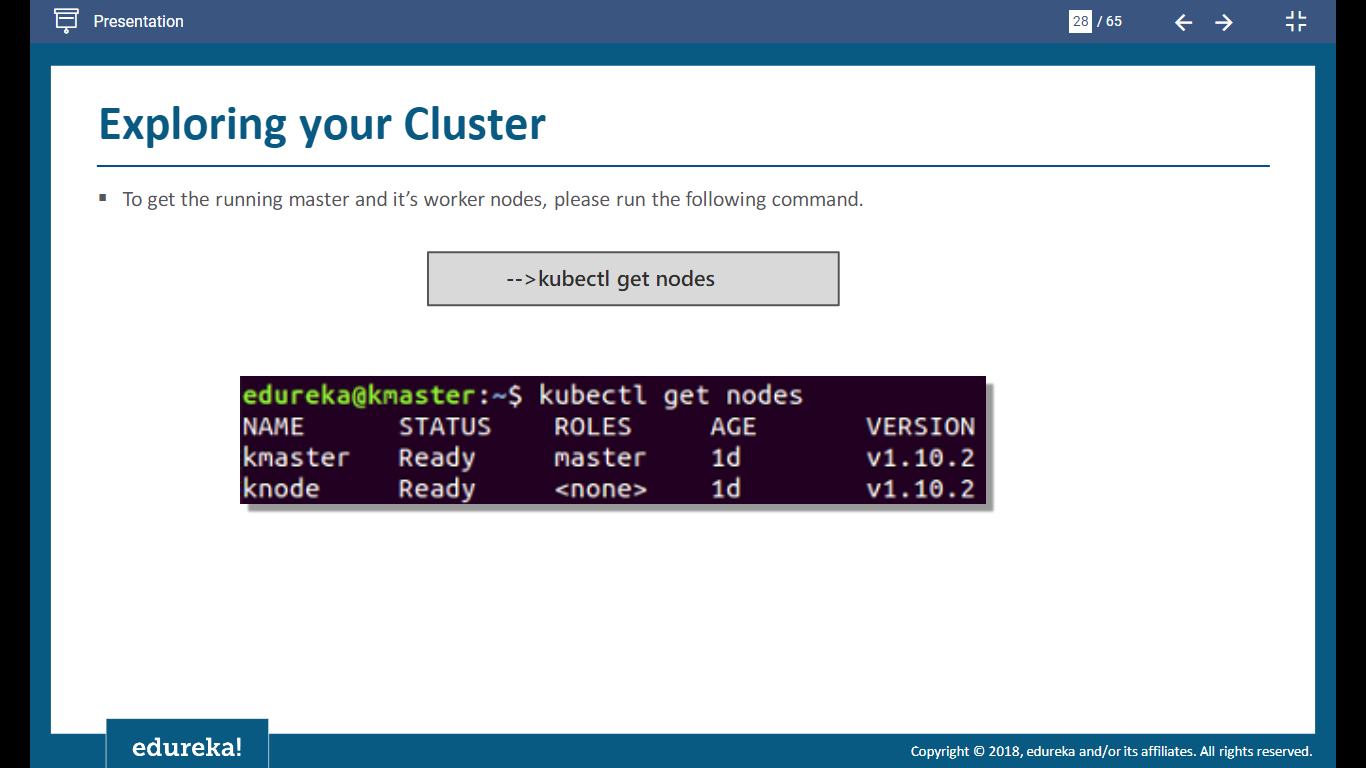 Presentation
28 / 65
Exploring your Cluster
▪ To get the running master and it’s worker nodes, please run the following command.
-->kubectl get nodes
edureka@kmaster:~$ kubectl get nodes
NAME STATUS ROLES AGE VERSION
kmaster Ready master 1d v1.10.2
knode Ready <none> 1d v1.10.2
edureka!
Copyright © 2018, edureka and/or its affiliates. All rights reserved.